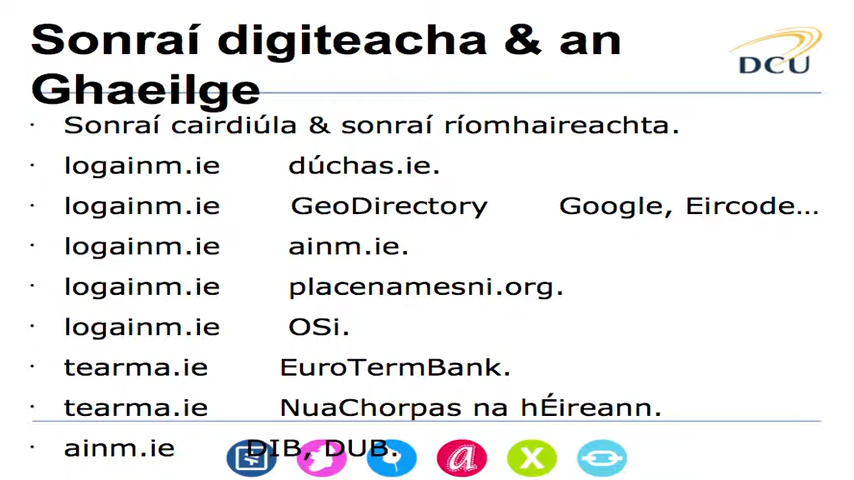 Sonraí digiteacha & an
Ghaeilge
DCU
· Sonraí cairdiúla & sonraí ríomhaireachta.
· logainm.ie dúchas.ie.
· logainm.ie GeoDirectory Google, Eircode…
· logainm.ie ainm.ie.
· logainm.ie placenamesni.org.
· logainm.ie OSi.
· tearma.ie EuroTermBank.
· tearma.ie NuaChorpas na hÉireann.
· ainm.ie DIB, DUB.
a X